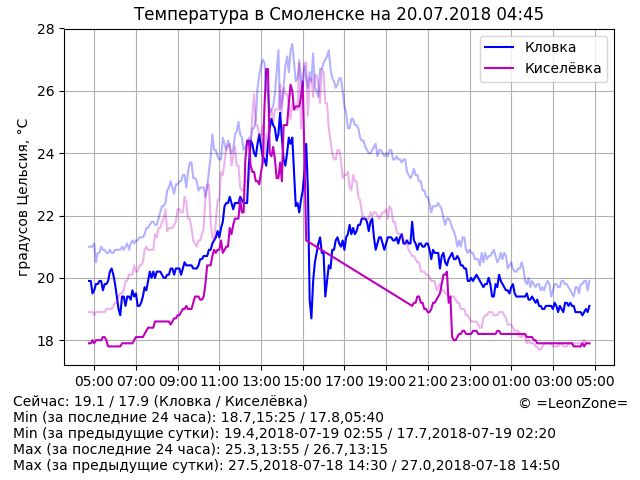 Температура в Смоленске на 20.07.2018 04:45
28
26
24
22
20
18
градусов Цельсия, °C
Кловка
Киселёвка
05:00 07:00 09:00 11:00 13:00 15:00 17:00 19:00 21:00 23:00 01:00 03:00 05:00
Сейчас: 19.1 / 17.9 (Кловка / Киселёвка)
© =LeonZone=
Min (за последние 24 часа): 18.7,15:25 / 17.8,05:40
Min (за предыдущие сутки): 19.4,2018-07-19 02:55 / 17.7,2018-07-19 02:20
Max (за последние 24 часа): 25.3,13:55 / 26.7,13:15
Max (за предыдущие сутки): 27.5,2018-07-18 14:30 / 27.0,2018-07-18 14:50